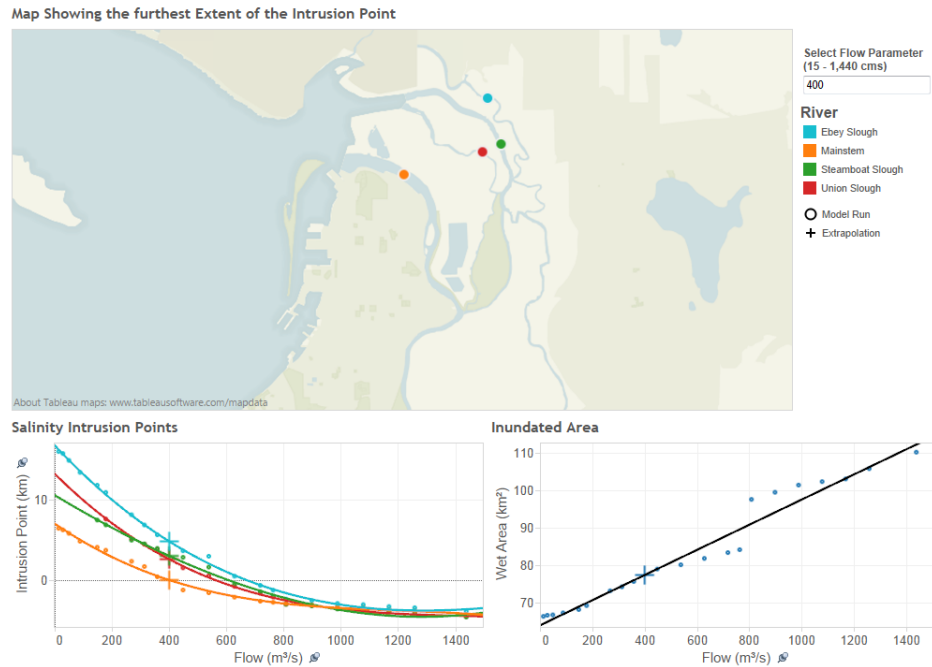 Map Showing the furthest Extent of the Intrusion Point
Select Flow Parameter
(15 - 1,440 cms)
400
River
Ebey Slough
Mainstem
Steamboat Slough
Union Slough
Model Run
Extrapolation
About Tableau maps: www.tableausoftware.com/mapdata
Salinity Intrusion Points
Intrusion Point (km)
10
0
0 200 400 600 800 1000 1200 1400
Flow (m³/s)
Inundated Area
Wet Area (km²)
110
100
90
80
70
0 200 400 600 800 1000 1200 1400
Flow (m³/s)